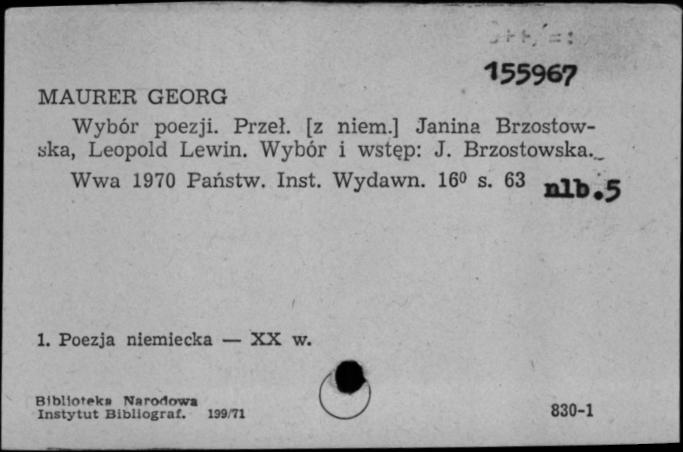 155967
MAURER GEORG
Wybór poezji. Przeł. [z niem.] Janina Brzostow-
ska, Leopold Lewin. Wybór i wstęp: J. Brzostowska.
Wwa 1970 Państw. Inst. Wydawn. 16⁰ s. 63 nlb.5
1. Poezja niemiecka — XX w.
Biblioteka Narodowa
Instytut Bibliograf. 199/71
830-1